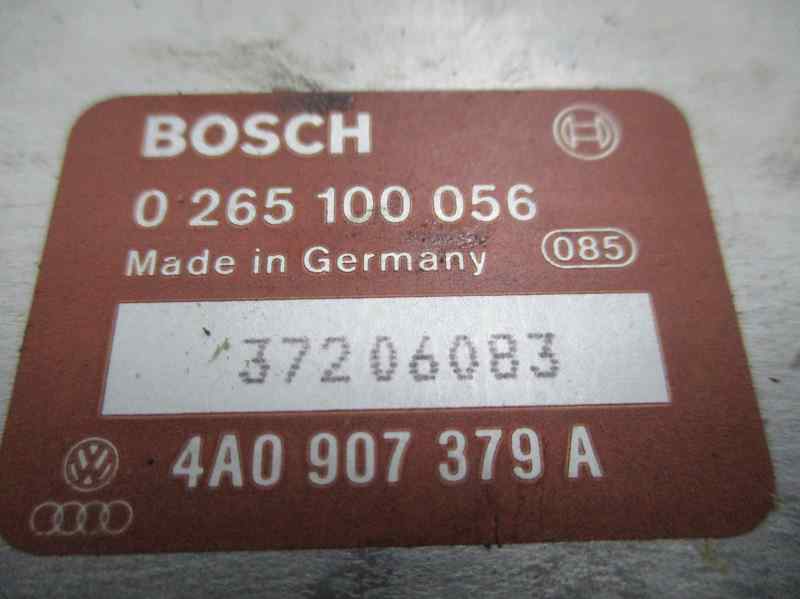 BOSCH
0 265 100 056
Made in Germany 085
37206083
4A0 907 379 A